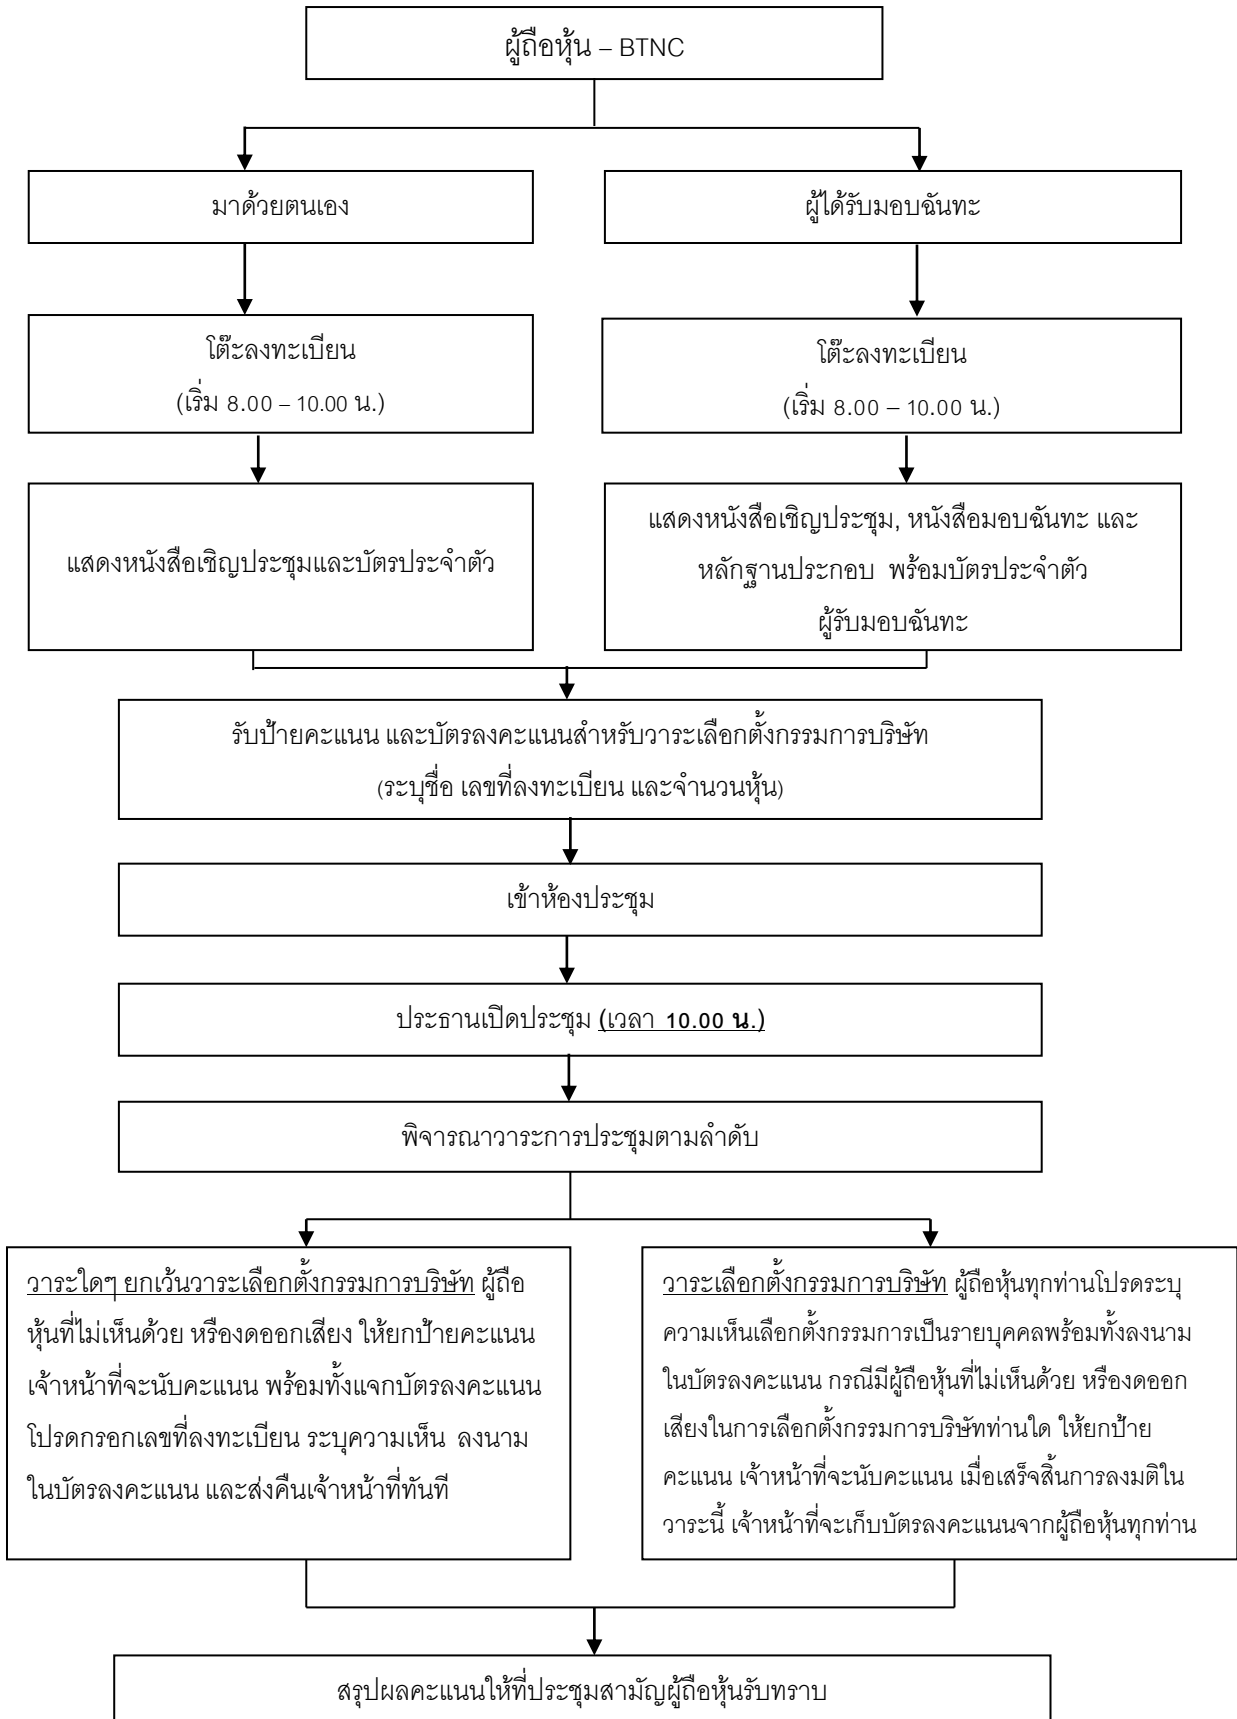 ผู้ถือหุ้น – BTNC
มาด้วยตนเอง
ผู้ได้รับมอบฉันทะ
โต๊ะลงทะเบียน
(เริ่ม 8.00 – 10.00 น.)
โต๊ะลงทะเบียน
(เริ่ม 8.00 – 10.00 น.)
แสดงหนังสือเชิญประชุมและบัตรประจำตัว
แสดงหนังสือเชิญประชุม, หนังสือมอบฉันทะ และ
หลักฐานประกอบ พร้อมบัตรประจำตัว
ผู้รับมอบฉันทะ
รับป้ายคะแนน และบัตรลงคะแนนสำหรับวาระเลือกตั้งกรรมการบริษัท
(ระบุชื่อ เลขที่ลงทะเบียน และจำนวนหุ้น)
เข้าห้องประชุม
ประธานเปิดประชุม (เวลา 10.00 น.)
พิจารณาวาระการประชุมตามลำดับ
วาระใดๆ ยกเว้นวาระเลือกตั้งกรรมการบริษัท ผู้ถือ
หุ้นที่ไม่เห็นด้วย หรืองดออกเสียง ให้ยกป้ายคะแนน
เจ้าหน้าที่จะนับคะแนน พร้อมทั้งแจกบัตรลงคะแนน
โปรดกรอกเลขที่ลงทะเบียน ระบุความเห็น ลงนาม
ในบัตรลงคะแนน และส่งคืนเจ้าหน้าที่ทันที
วาระเลือกตั้งกรรมการบริษัท ผู้ถือหุ้นทุกท่านโปรดระบุ
ความเห็นเลือกตั้งกรรมการเป็นรายบุคคลพร้อมทั้งลงนาม
ในบัตรลงคะแนน กรณีมีผู้ถือหุ้นที่ไม่เห็นด้วย หรืองดออก
เสียงในการเลือกตั้งกรรมการบริษัทท่านใด ให้ยกป้าย
คะแนน เจ้าหน้าที่จะนับคะแนน เมื่อเสร็จสิ้นการลงมติใน
วาระนี้ เจ้าหน้าที่จะเก็บบัตรลงคะแนนจากผู้ถือหุ้นทุกท่าน
สรุปผลคะแนนให้ที่ประชุมสามัญผู้ถือหุ้นรับทราบ